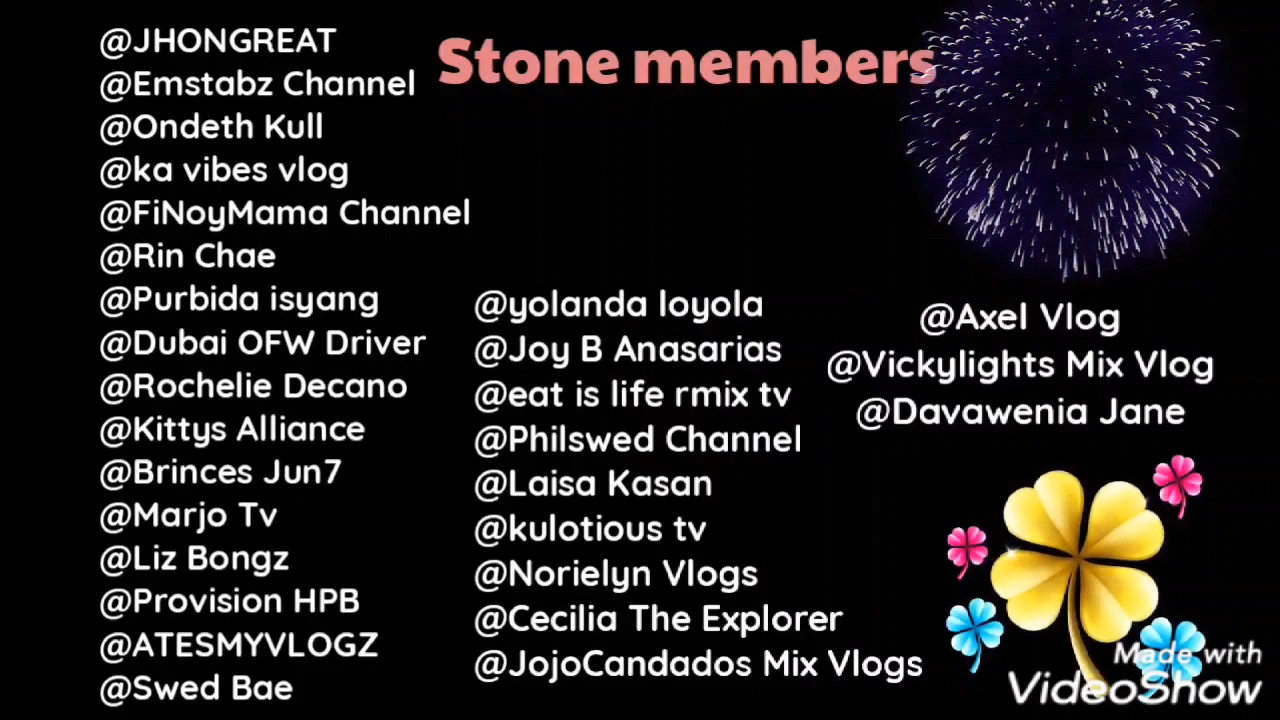 Stone members
@JHONGREAT
@Emstabz Channel
@Ondeth Kull
@ka vibes vlog
@FiNoyMama Channel
@Rin Chae
@Purbida isyang
@Dubai OFW Driver
@Rochelie Decano
@Kittys Alliance
@Brinces Jun7
@Marjo Tv
@Liz Bongz
@Provision HPB
@ATESMYVLOGZ
@Swed Bae
@yolanda loyola
@Joy B Anasarias
@eat is life rmix tv
@Philswed Channel
@Laisa Kasan
@kulotious tv
@Norielyn Vlogs
@Cecilia The Explorer
@JojoCandados Mix Vlogs
@Axel Vlog
@Vickylights Mix Vlog
@Davawenia Jane
Made with
VideoShow